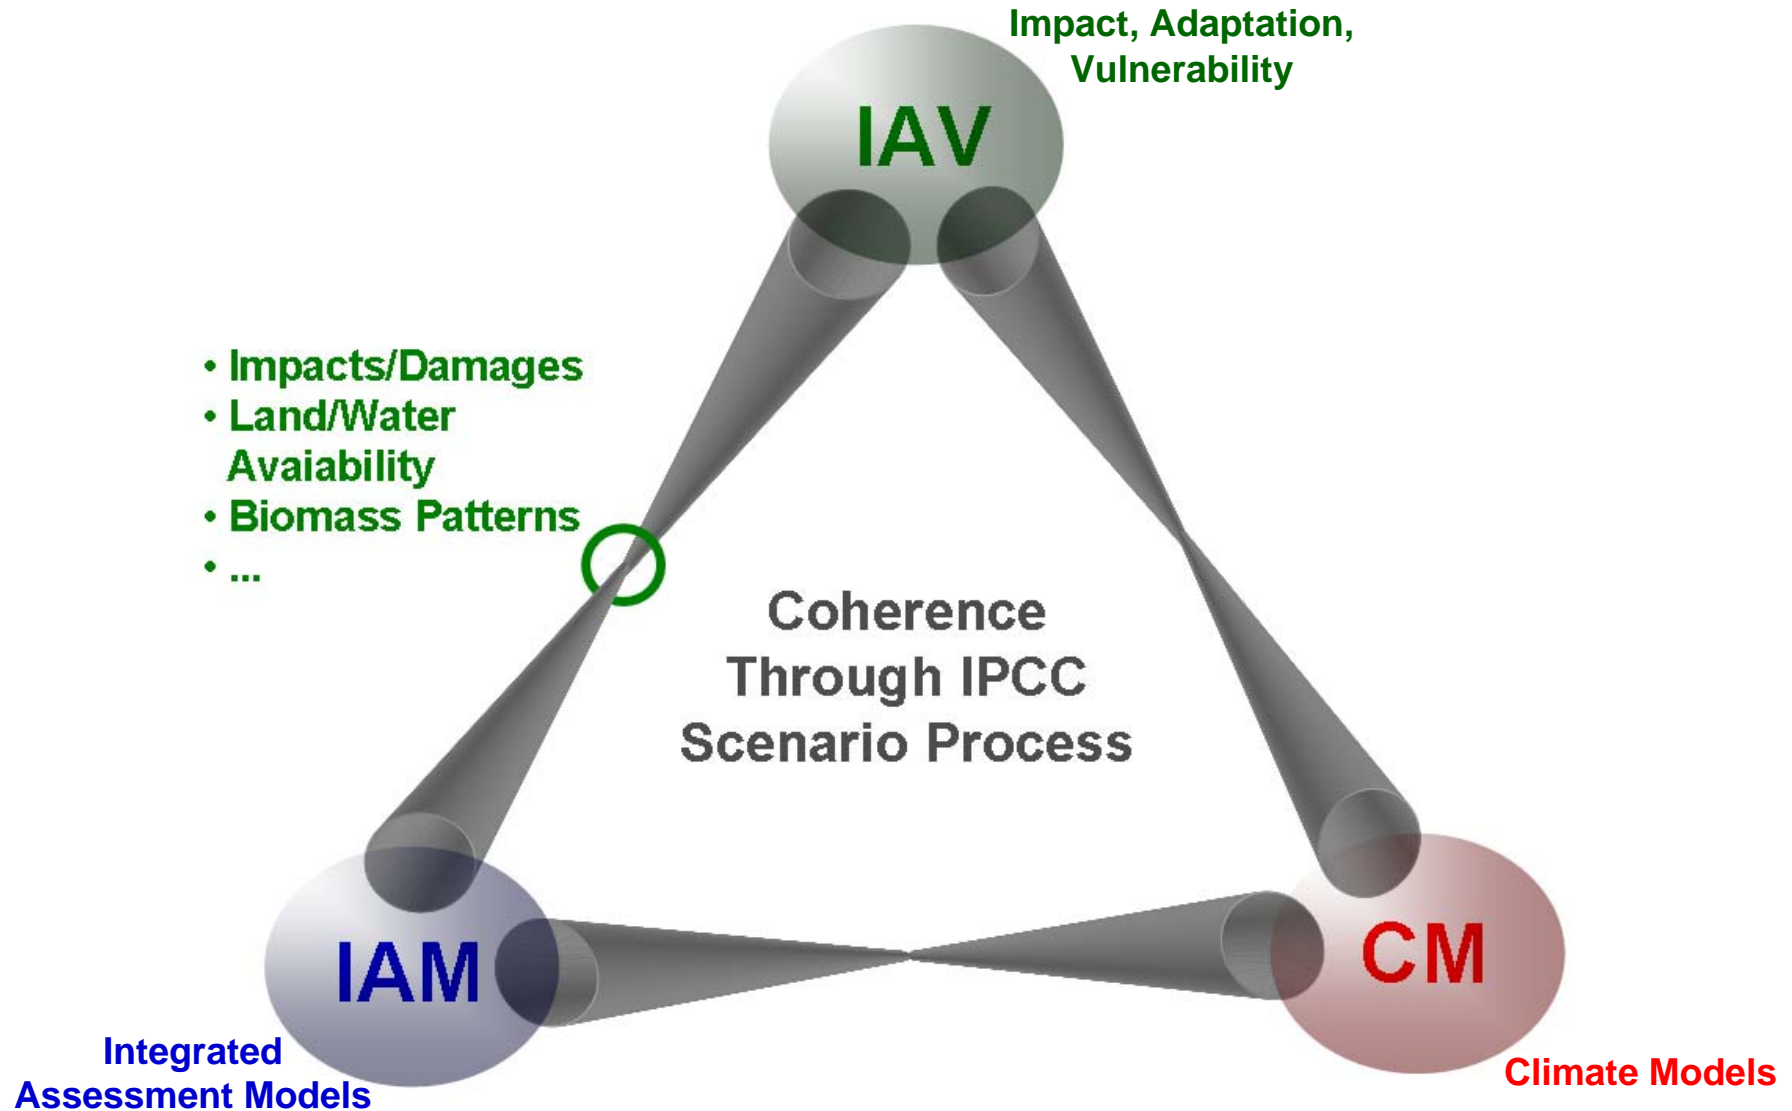 Impact, Adaptation,
Vulnerability
IAV
• Impacts/Damages
• Land/Water
Avaiability
• Biomass Patterns
• ...
Coherence
Through IPCC
Scenario Process
IAM
CM
Integrated
Assessment Models
Climate Models